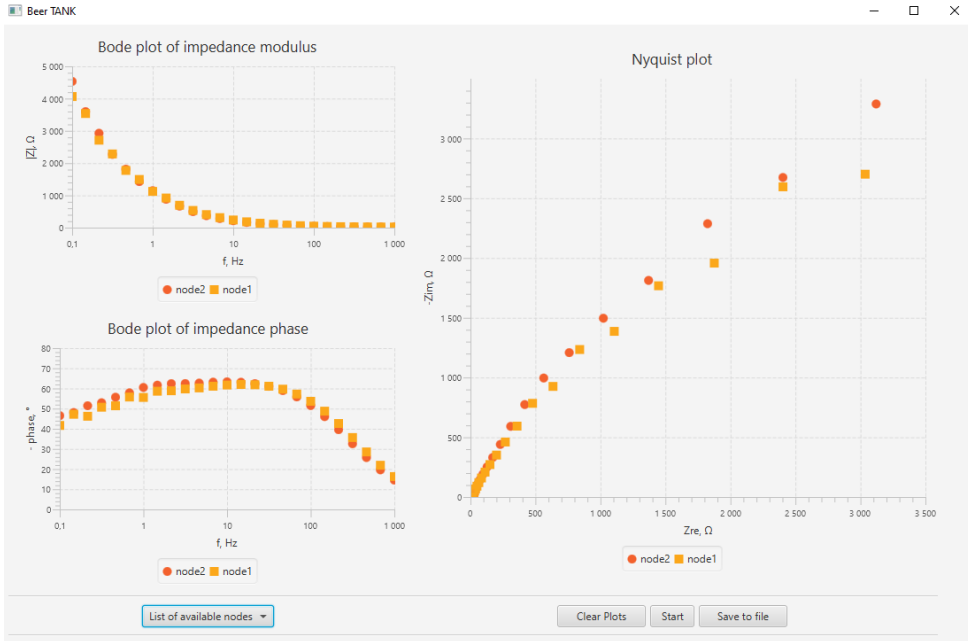 Beer TANK
Bode plot of impedance modulus
5 000
4 000
3 000
2 000
1 000
0
|Z|, Ω
0,1 1 10 100 1 000
f, Hz
node2 node1
Bode plot of impedance phase
80
70
60
50
40
30
20
10
0
- phase, °
0,1 1 10 100 1 000
f, Hz
node2 node1
Nyquist plot
3 000
2 500
2 000
1 500
1 000
500
0
-Zim, Ω
0 500 1 000 1 500 2 000 2 500 3 000 3 500
Zre, Ω
node2 node1
List of available nodes
Clear Plots Start Save to file